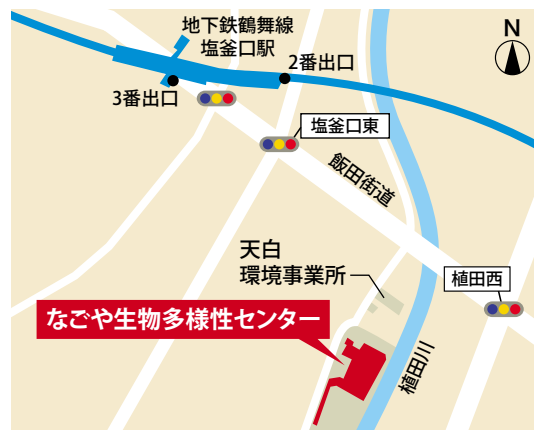 地下鉄鶴舞線
塩釜口駅
N
2番出口
3番出口
塩釜口東
飯田街道
天白
環境事業所
植田西
なごや生物多様性センター
植田川